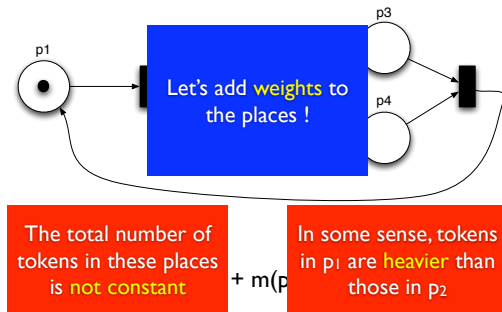 p1
p3
Let's add weights to
the places !
p4
The total number of
tokens in these places
is not constant
+ m(p
In some sense, tokens
in p1 are heavier than
those in p2